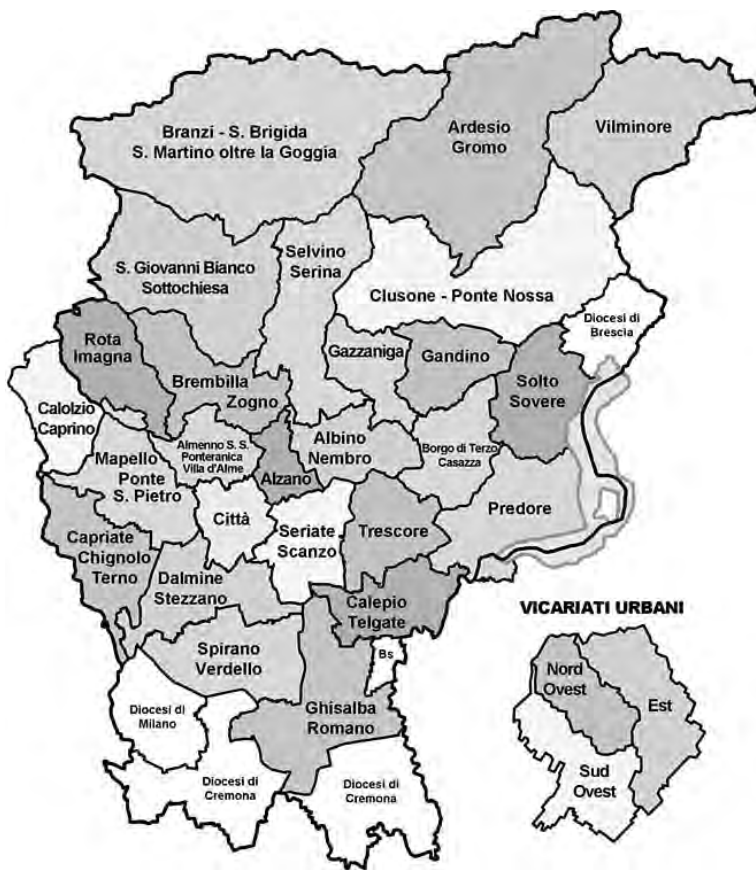 Branzi - S. Brigida
S. Martino oltre la Goggia
Ardesio
Gromo
Vilminore
S. Giovanni Bianco
Sottochiesa
Selvino
Serina
Clusone - Ponte Nossa
Diocesi di
Brescia
Rota
Imagna
Brembilla
Zogno
Gazzaniga
Gandino
Solto
Sovere
Calolzio
Caprino
Almenno S. S.
Ponteranica
Villa d'Alme
Alzano
Albino
Nembro
Borgo di Terzo
Casazza
Mapello
Ponte
S. Pietro
Città
Seriate
Scanzo
Trescore
Predore
Capriate
Chignolo
Terno
Dalmine
Stezzano
Calepio
Telgate
Spirano
Verdello
Bs
Ghisalba
Romano
Diocesi di
Milano
Diocesi di
Cremona
Diocesi di
Cremona
VICARIATI URBANI
Nord
Ovest
Est
Sud
Ovest